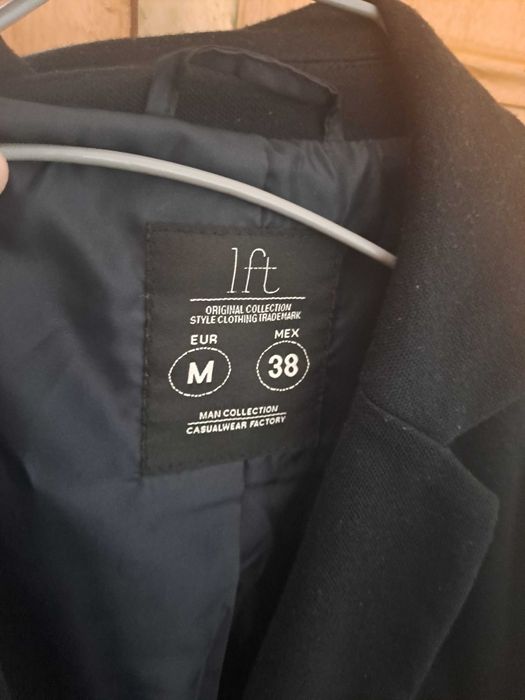 lft
ORIGINAL COLLECTION
STYLE CLOTHING TRADEMARK
EUR MEX
M 38
MAN COLLECTION
CASUALWEAR FACTORY